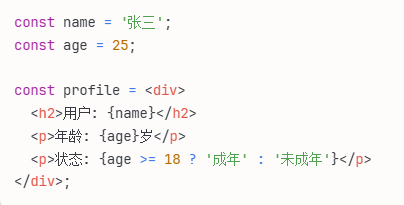 const name = '张三';
const age = 25;

const profile = <div>
  <h2>用户: {name}</h2>
  <p>年龄: {age}岁</p>
  <p>状态: {age >= 18 ? '成年' : '未成年'}</p>
</div>;